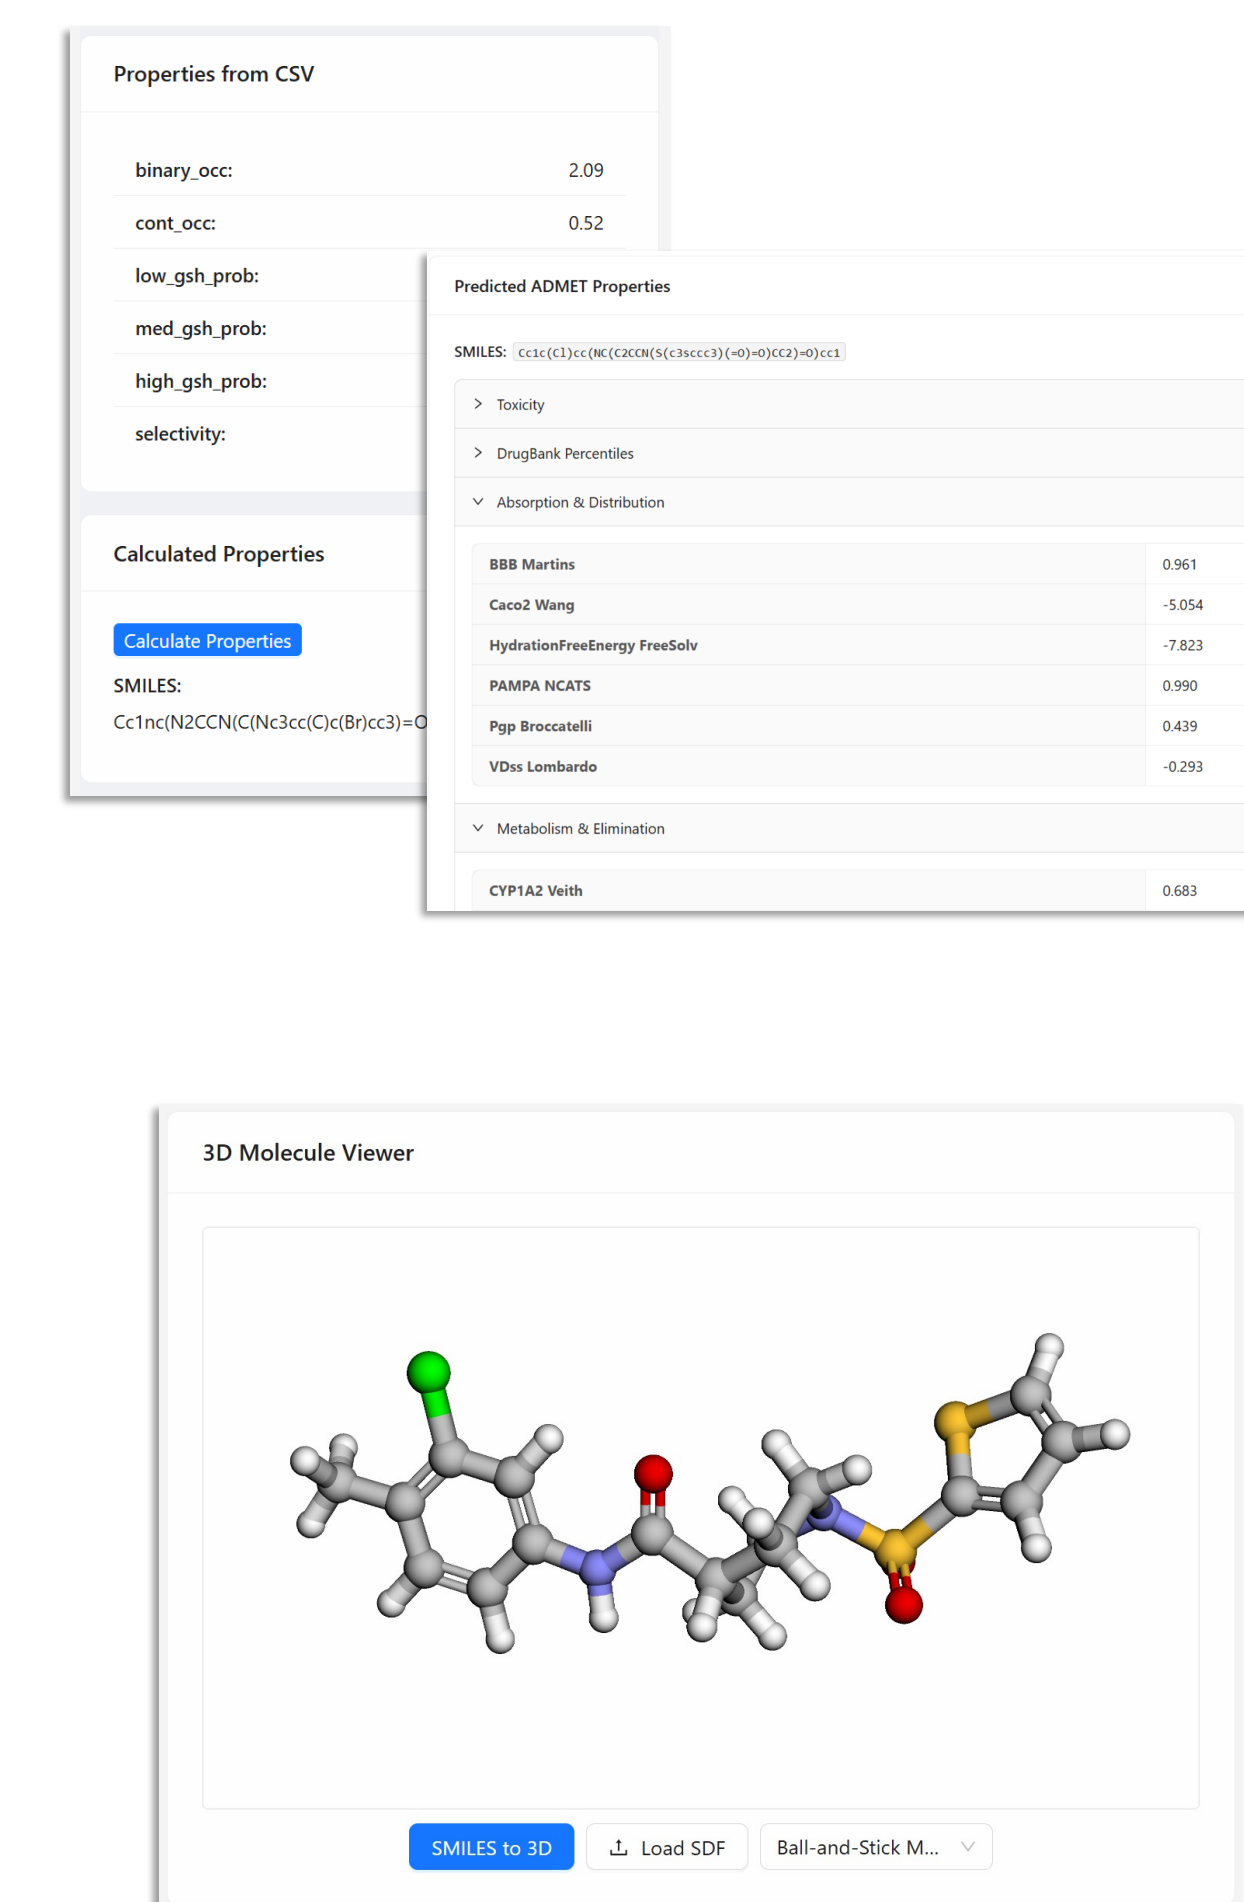 Properties from CSV
binary_occ: 2.09
cont_occ: 0.52
low_gsh_prob:
med_gsh_prob:
high_gsh_prob:
selectivity:
Calculated Properties
Calculate Properties
SMILES:
Cc1nc(N2CCN(C(Nc3cc(C)c(Br)cc3)=O
Predicted ADMET Properties
SMILES: Cc1c(Cl)cc(NC(C2CCN(S(c3sccc3)(=O)=O)CC2)=O)cc1
Toxicity
DrugBank Percentiles
Absorption & Distribution
BBB Martins 0.961
Caco2 Wang -5.054
HydrationFreeEnergy FreeSolv -7.823
PAMPA NCATS 0.990
Pgp Broccatelli 0.439
VDss Lombardo -0.293
Metabolism & Elimination
CYP1A2 Veith 0.683
3D Molecule Viewer
SMILES to 3D Load SDF Ball-and-Stick M...